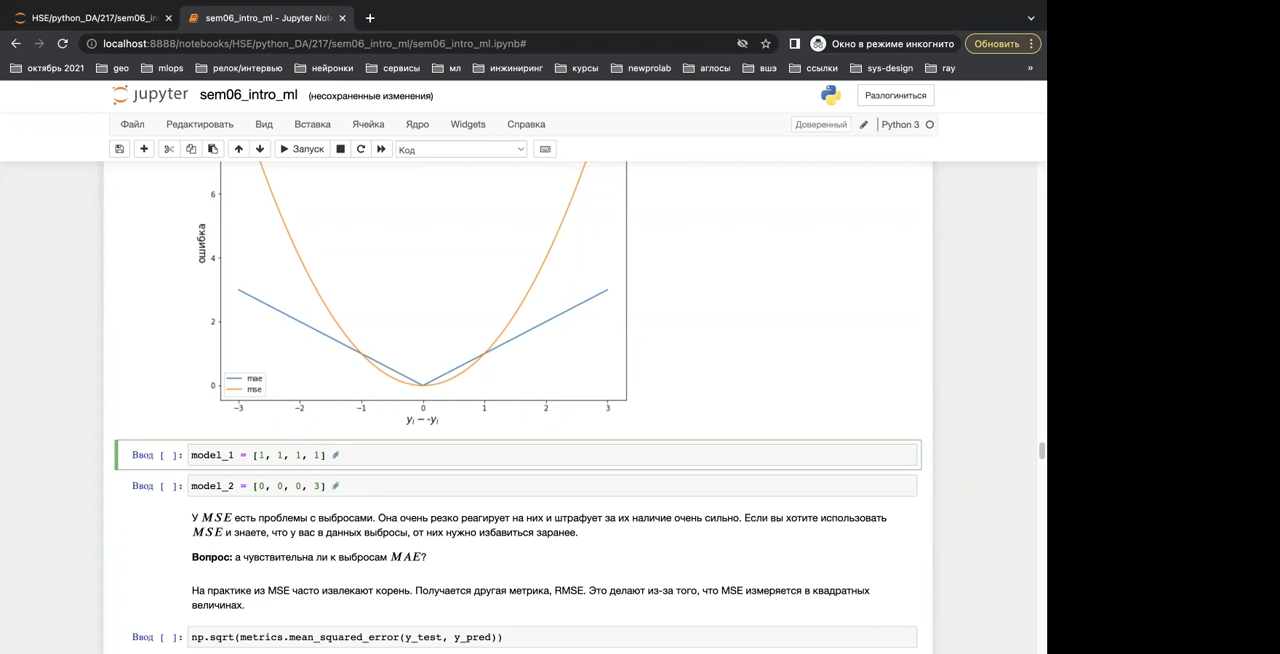 HSE/python_DA/217/sem06_in
sem06_intro_ml - Jupyter Not
localhost:8888/notebooks/HSE/python_DA/217/sem06_intro_ml/sem06_intro_ml.ipynb#
Окно в режиме инкогнито
Обновить
октябрь 2021 geo mlops релок/интервью нейронки сервисы мл инжиниринг курсы newprolab аглосы вшэ ссылки sys-design ray »
jupyter sem06_intro_ml (несохраненные изменения)
Разлогиниться
Файл Редактировать Вид Вставка Ячейка Ядро Widgets Справка
Доверенный Python 3
Запуск Код
6
4
2
0
ошибка
mae
mse
−3 −2 −1 0 1 2 3
yᵢ − -yᵢ
Ввод [ ]: model_1 = [1, 1, 1, 1] #
Ввод [ ]: model_2 = [0, 0, 0, 3] #
У MSE есть проблемы с выбросами. Она очень резко реагирует на них и штрафует за их наличие очень сильно. Если вы хотите использовать
MSE и знаете, что у вас в данных выбросы, от них нужно избавиться заранее.
Вопрос: а чувствительна ли к выбросам MAE?
На практике из MSE часто извлекают корень. Получается другая метрика, RMSE. Это делают из-за того, что MSE измеряется в квадратных
величинах.
Ввод [ ]: np.sqrt(metrics.mean_squared_error(y_test, y_pred))